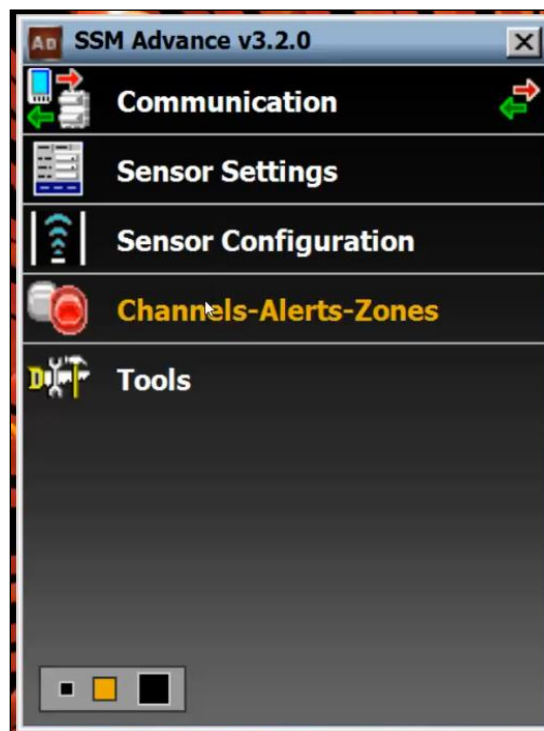 AD SSM Advance v3.2.0
Communication
Sensor Settings
Sensor Configuration
Channels-Alerts-Zones
D Tools